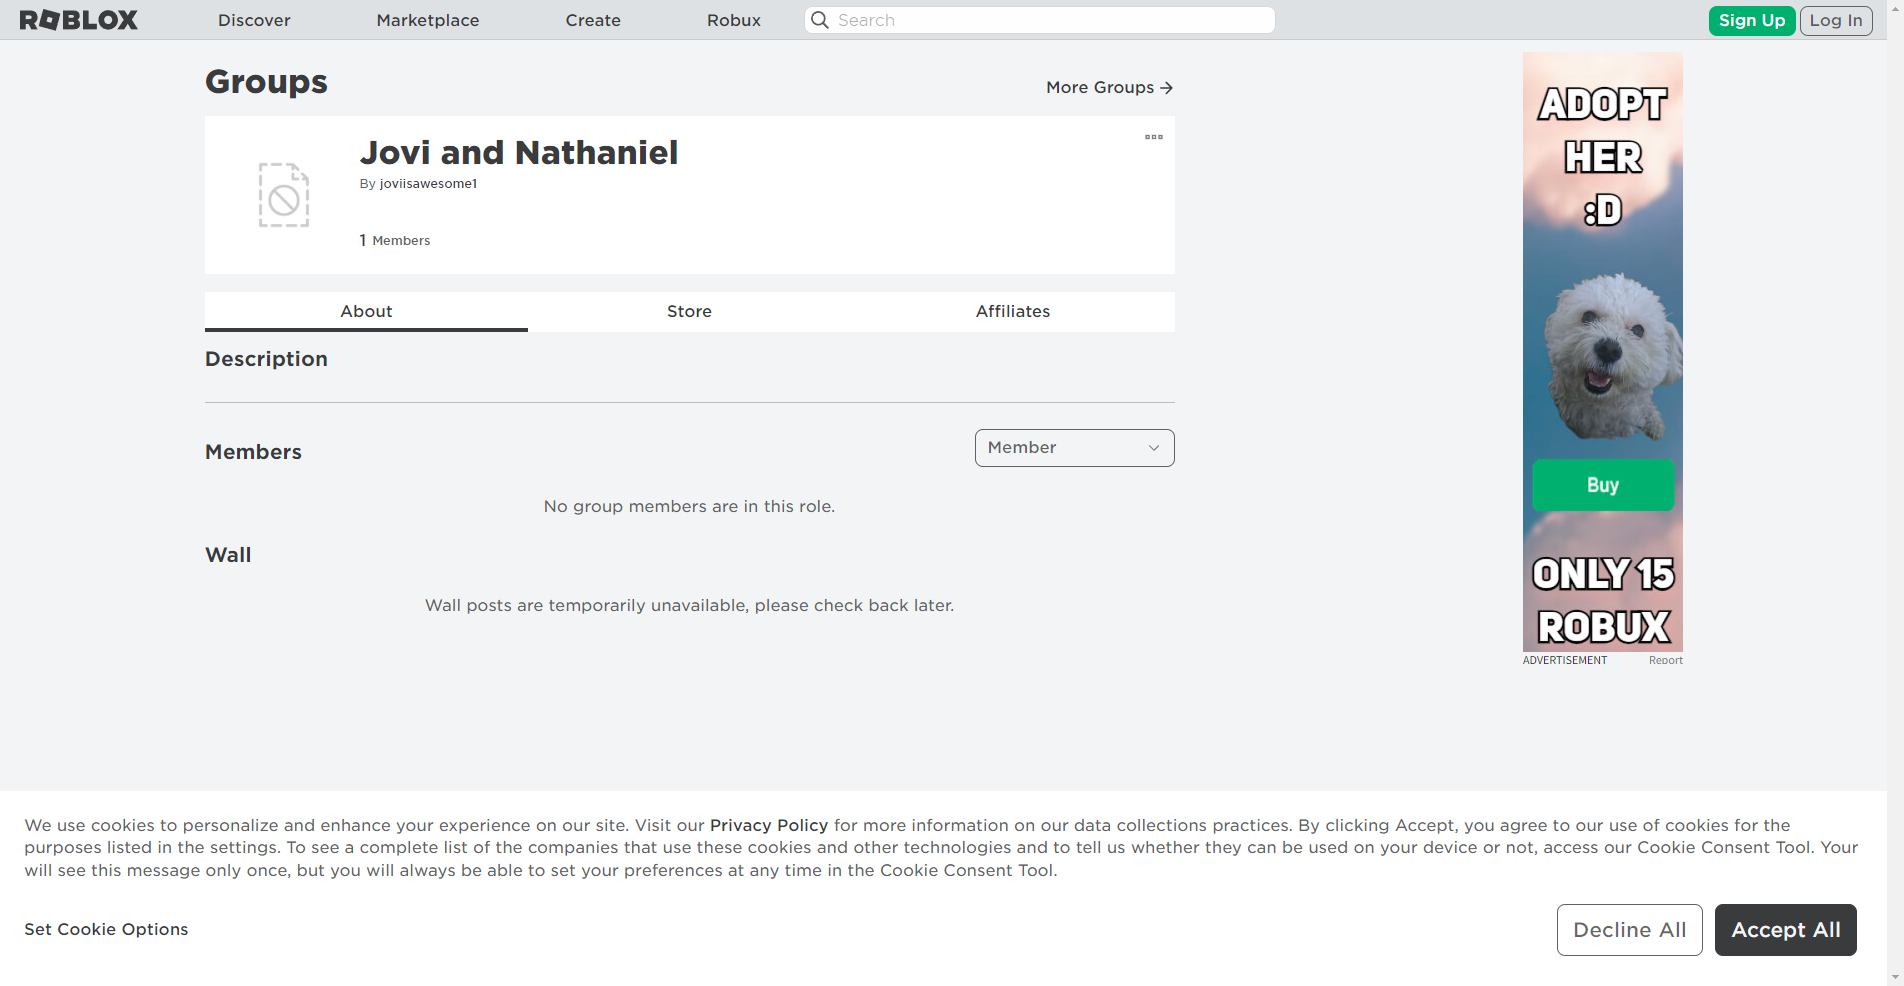 ROBLOX
Discover
Marketplace
Create
Robux
Search
Sign Up
Log In
Groups
More Groups →
Jovi and Nathaniel
By joviisawesome1
1 Members
About
Store
Affiliates
Description
Members
Member
No group members are in this role.
Wall
Wall posts are temporarily unavailable, please check back later.
ADOPT
HER
:D
Buy
ONLY 15
ROBUX
ADVERTISEMENT
Report
We use cookies to personalize and enhance your experience on our site. Visit our Privacy Policy for more information on our data collections practices. By clicking Accept, you agree to our use of cookies for the
purposes listed in the settings. To see a complete list of the companies that use these cookies and other technologies and to tell us whether they can be used on your device or not, access our Cookie Consent Tool. Your
will see this message only once, but you will always be able to set your preferences at any time in the Cookie Consent Tool.
Set Cookie Options
Decline All
Accept All